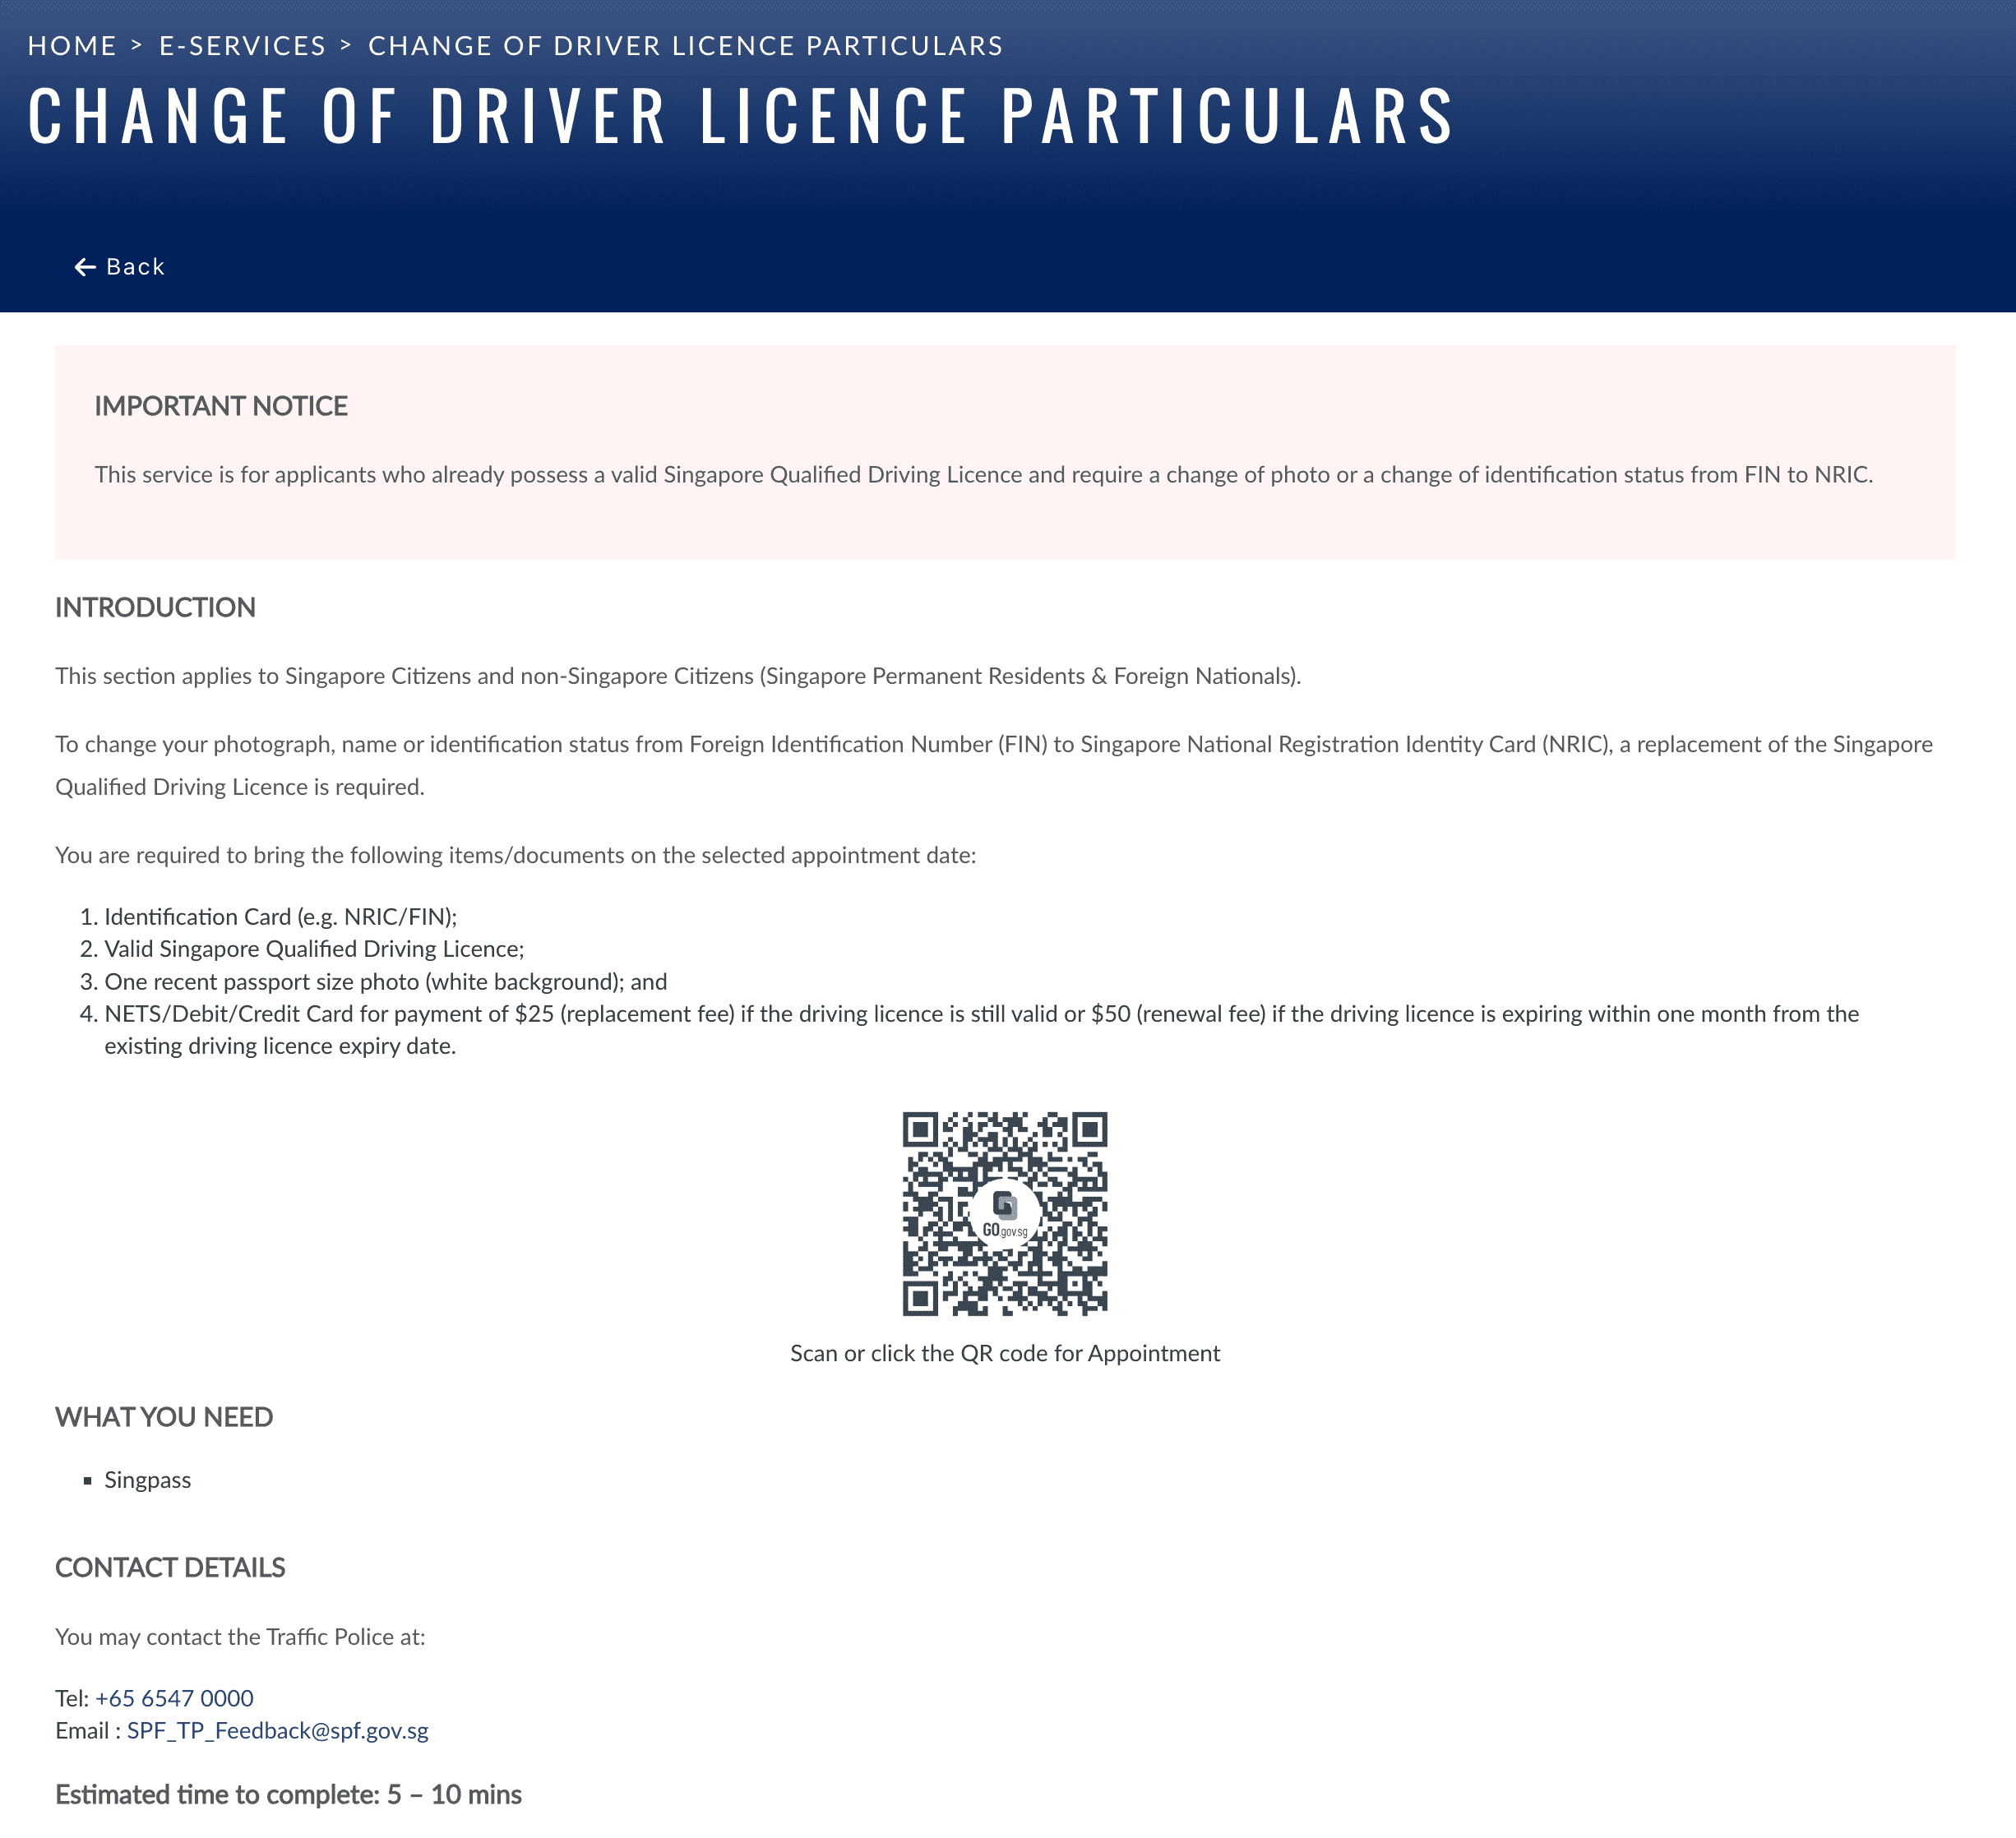 HOME > E-SERVICES > CHANGE OF DRIVER LICENCE PARTICULARS
CHANGE OF DRIVER LICENCE PARTICULARS
Back
IMPORTANT NOTICE
This service is for applicants who already possess a valid Singapore Qualified Driving Licence and require a change of photo or a change of identification status from FIN to NRIC.
INTRODUCTION
This section applies to Singapore Citizens and non-Singapore Citizens (Singapore Permanent Residents & Foreign Nationals).
To change your photograph, name or identification status from Foreign Identification Number (FIN) to Singapore National Registration Identity Card (NRIC), a replacement of the Singapore
Qualified Driving Licence is required.
You are required to bring the following items/documents on the selected appointment date:
1. Identification Card (e.g. NRIC/FIN);
2. Valid Singapore Qualified Driving Licence;
3. One recent passport size photo (white background); and
4. NETS/Debit/Credit Card for payment of $25 (replacement fee) if the driving licence is still valid or $50 (renewal fee) if the driving licence is expiring within one month from the
existing driving licence expiry date.
GO.gov.sg
Scan or click the QR code for Appointment
WHAT YOU NEED
▪ Singpass
CONTACT DETAILS
You may contact the Traffic Police at:
Tel: +65 6547 0000
Email : SPF_TP_Feedback@spf.gov.sg
Estimated time to complete: 5 – 10 mins